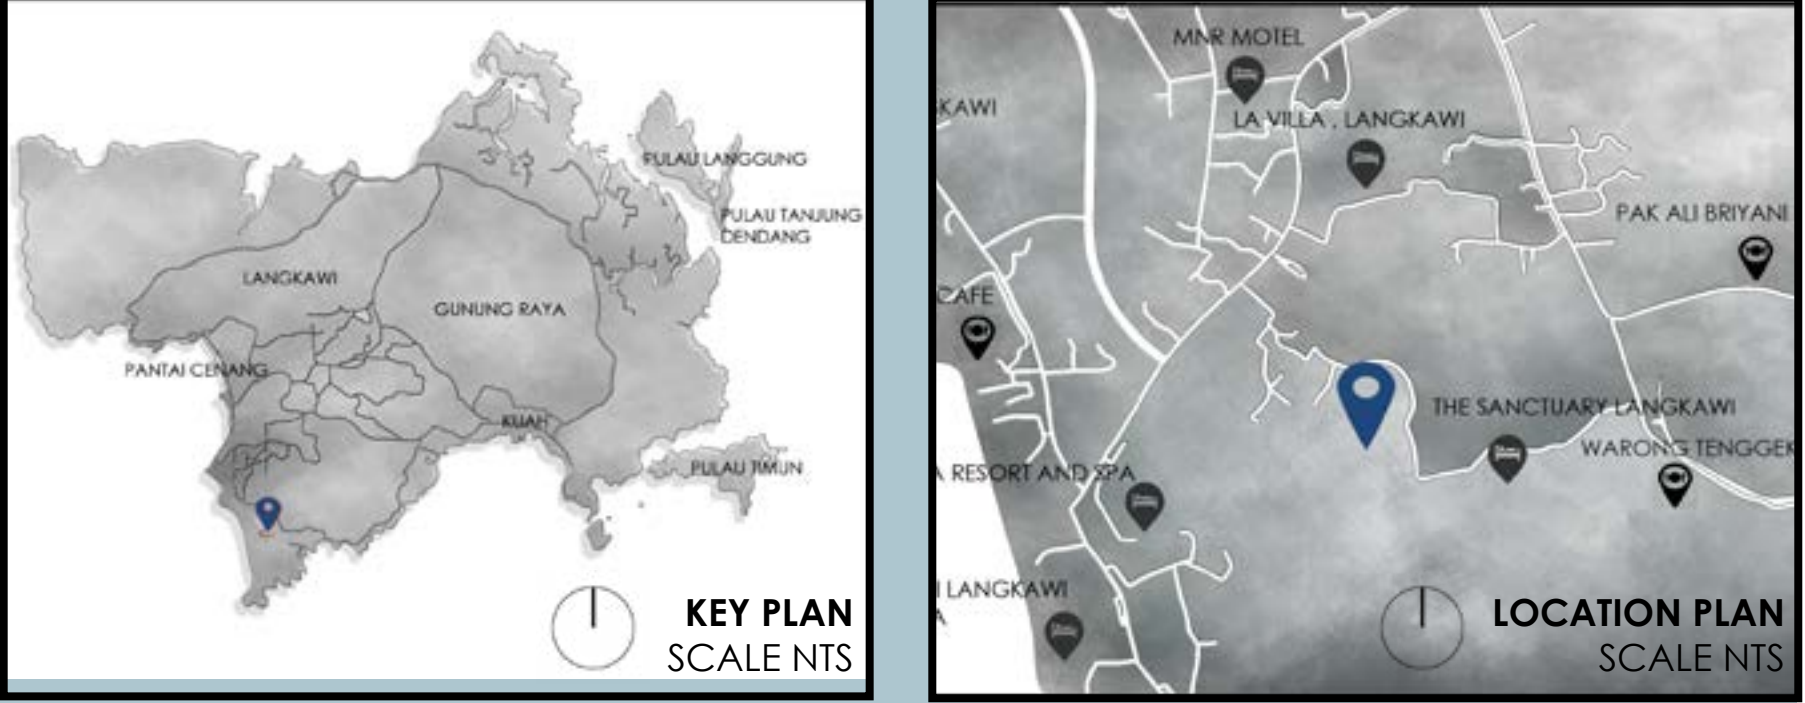 PULAU LANGGUNG
PULAU TANJUNG
DENDANG
LANGKAWI
GUNUNG RAYA
PANTAI CENANG
KUAH
PULAU TIMUN
KEY PLAN
SCALE NTS
MNR MOTEL
KAWI
LA VILLA , LANGKAWI
PAK ALI BRIYANI
CAFE
THE SANCTUARY LANGKAWI
WARONG TENGGEK
A RESORT AND SPA
I LANGKAWI
A
LOCATION PLAN
SCALE NTS